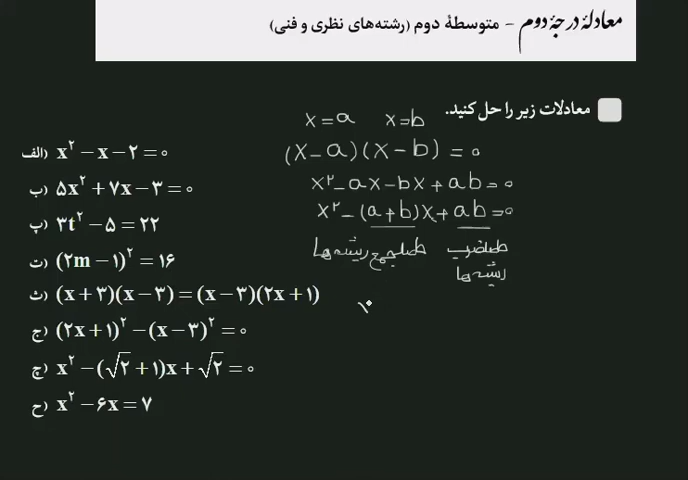 معادلهٔ درجهٔ دوم - متوسطهٔ دوم (رشته‌های نظری و فنی)
معادلات زیر را حل کنید.
x = a x = b
(x - a)(x - b) = ۰
x² - ax - bx + ab = ۰
x² - (a + b)x + ab = ۰
حاصلضرب ریشه‌ها
حاصلجمع ریشه‌ها
الف) x² - x - ۲ = ۰
ب) ۵x² + ۷x - ۳ = ۰
پ) ۳t² - ۵ = ۲۲
ت) (۲m - ۱)² = ۱۶
ث) (x + ۳)(x - ۳) = (x - ۳)(۲x + ۱)
ج) (۲x + ۱)² - (x - ۳)² = ۰
چ) x² - (√۲ + ۱)x + √۲ = ۰
ح) x² - ۶x = ۷